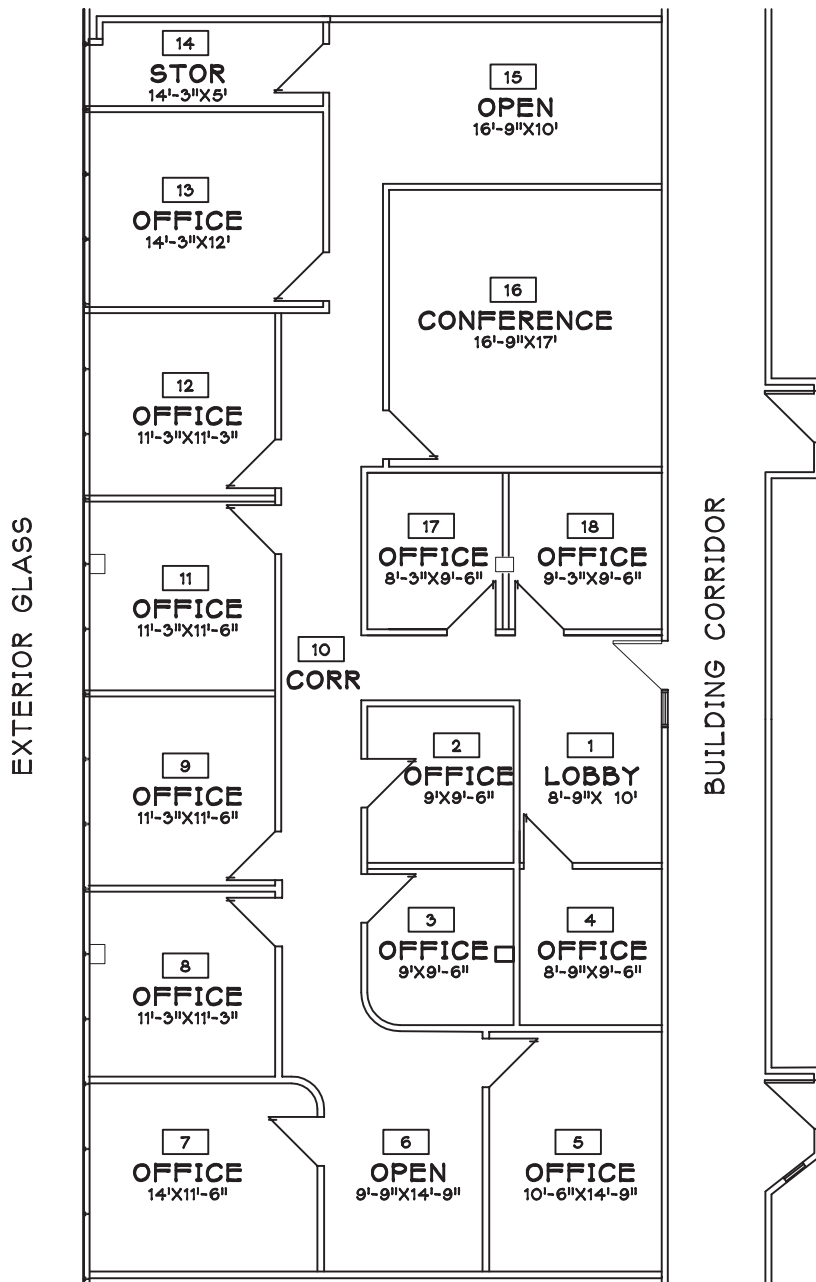 14
STOR
14'-3"X5'
15
OPEN
16'-9"X10'
13
OFFICE
14'-3"X12'
16
CONFERENCE
16'-9"X17'
12
OFFICE
11'-3"X11'-3"
17
OFFICE
8'-3"X9'-6"
18
OFFICE
9'-3"X9'-6"
EXTERIOR GLASS
BUILDING CORRIDOR
11
OFFICE
11'-3"X11'-6"
10
CORR
2
OFFICE
9'X9'-6"
1
LOBBY
8'-9"X 10'
9
OFFICE
11'-3"X11'-6"
3
OFFICE
9'X9'-6"
4
OFFICE
8'-9"X9'-6"
8
OFFICE
11'-3"X11'-3"
7
OFFICE
14'X11'-6"
6
OPEN
9'-9"X14'-9"
5
OFFICE
10'-6"X14'-9"